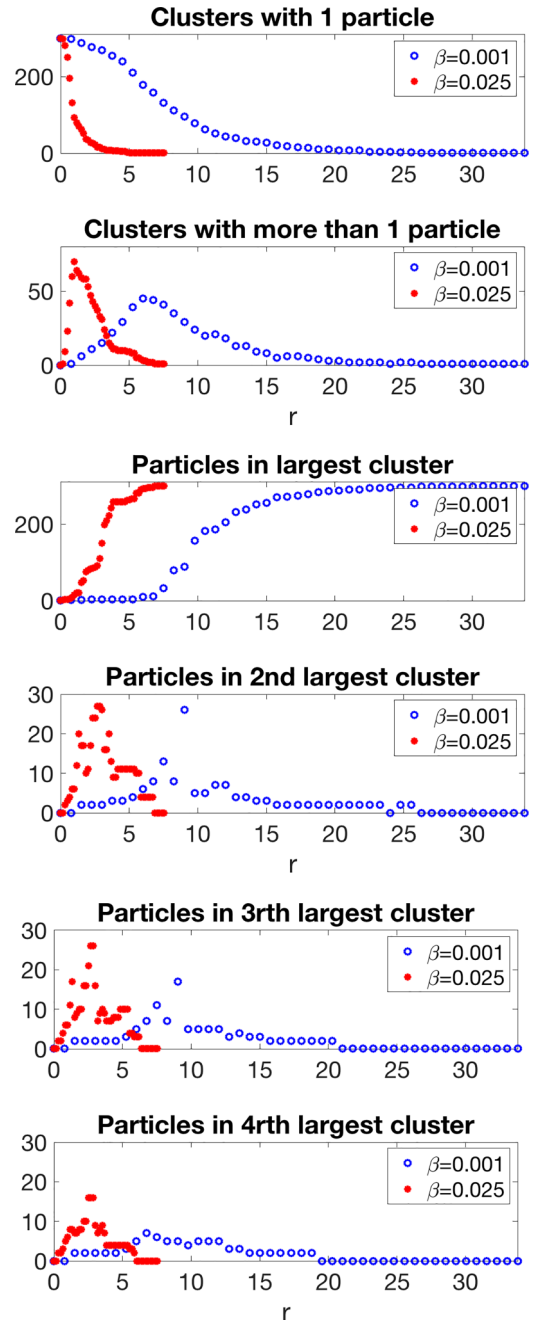 Clusters with 1 particle
β=0.001
β=0.025
200
0
0 5 10 15 20 25 30
Clusters with more than 1 particle
β=0.001
β=0.025
50
0
0 5 10 15 20 25 30
r
Particles in largest cluster
β=0.001
β=0.025
200
0
0 5 10 15 20 25 30
Particles in 2nd largest cluster
30
β=0.001
β=0.025
20
10
0
0 5 10 15 20 25 30
r
Particles in 3rth largest cluster
30
β=0.001
β=0.025
20
10
0
0 5 10 15 20 25 30
Particles in 4rth largest cluster
30
β=0.001
β=0.025
20
10
0
0 5 10 15 20 25 30
r